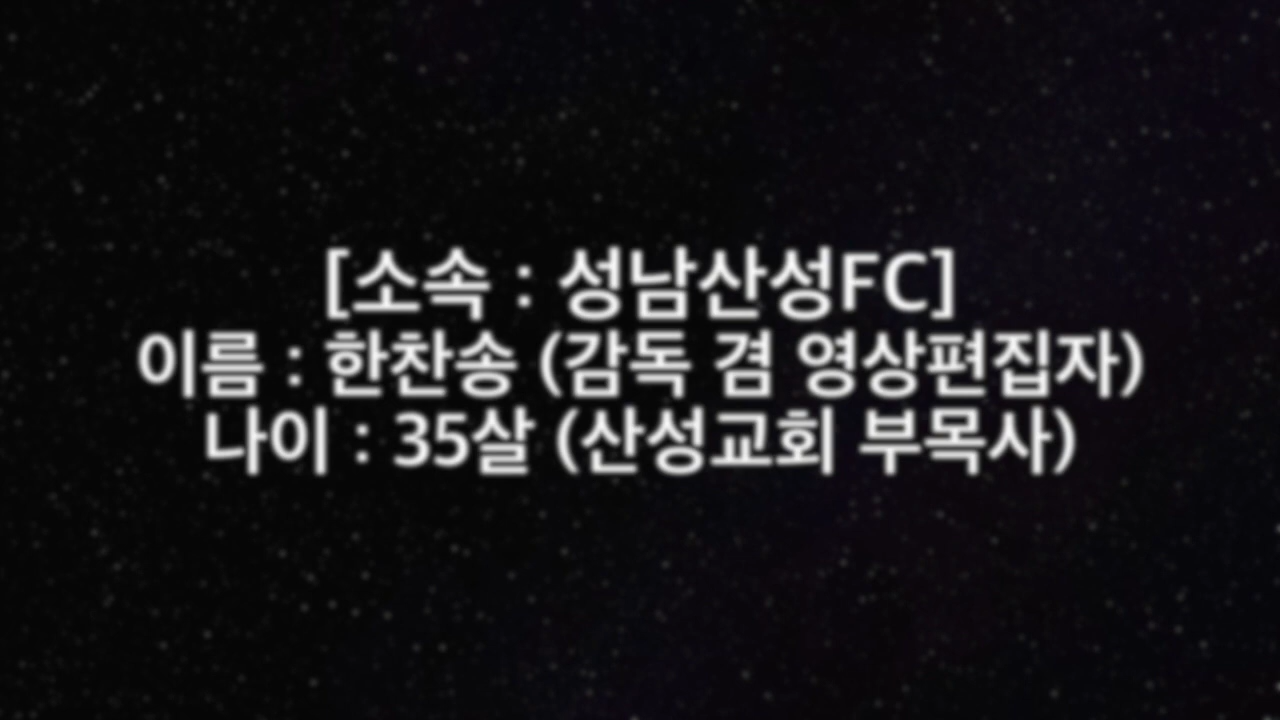 [소속 : 성남산성FC]
이름 : 한찬송 (감독 겸 영상편집자)
나이 : 35살 (산성교회 부목사)